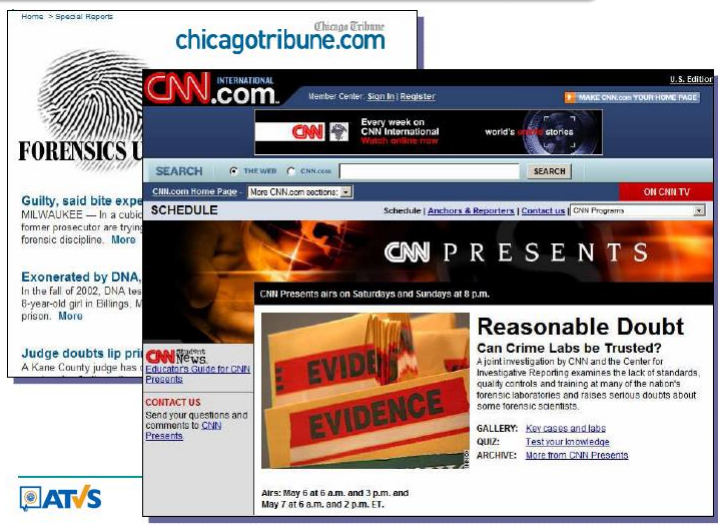 Home > Special Reports
Chicago Tribune
chicagotribune.com
FORENSICS U
Guilty, said bite expe
MILWAUKEE — In a cubic
former prosecutor are trying
forensic discipline. More
Exonerated by DNA,
In the fall of 2002, DNA tes
8-year-old girl in Billings, M
prison. More
Judge doubts lip pri
A Kane County judge has
U.S. Edition
CNN.com
INTERNATIONAL
Member Center: Sign In | Register
MAKE CNN.com YOUR HOME PAGE
CNN
Every week on
CNN International
Watch online now
world's untold stories
SEARCH THE WEB CNN.com SEARCH
CNN.com Home Page - More CNN.com sections:
ON CNN TV
SCHEDULE
Schedule | Anchors & Reporters | Contact us | CNN Programs
CNN PRESENTS
CNN Presents airs on Saturdays and Sundays at 8 p.m.
CNN Student
News.
Educator's Guide for CNN
Presents
CONTACT US
Send your questions and
comments to CNN
Presents.
EVIDE
EVIDENCE
Reasonable Doubt
Can Crime Labs be Trusted?
A joint investigation by CNN and the Center for
Investigative Reporting examines the lack of standards,
quality controls and training at many of the nation's
forensic laboratories and raises serious doubts about
some forensic scientists.
GALLERY: Key cases and labs
QUIZ: Test your knowledge
ARCHIVE: More from CNN Presents
Airs: May 6 at 6 a.m. and 3 p.m. and
May 7 at 6 a.m. and 2 p.m. ET.
ATVS